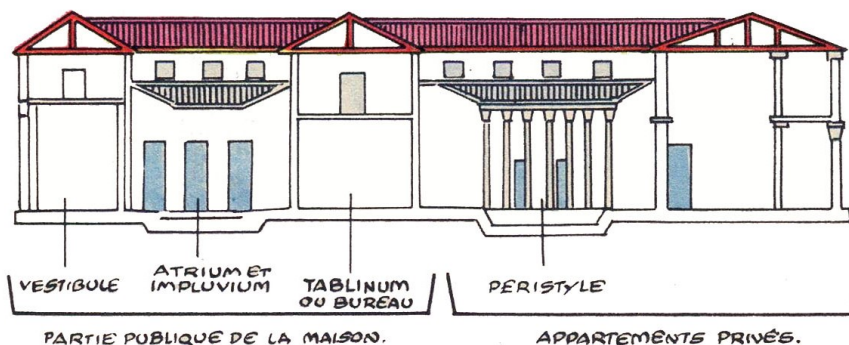 VESTIBULE
ATRIUM ET
IMPLUVIUM
TABLINUM
OU BUREAU
PERISTYLE
PARTIE PUBLIQUE DE LA MAISON.
APPARTEMENTS PRIVÉS.